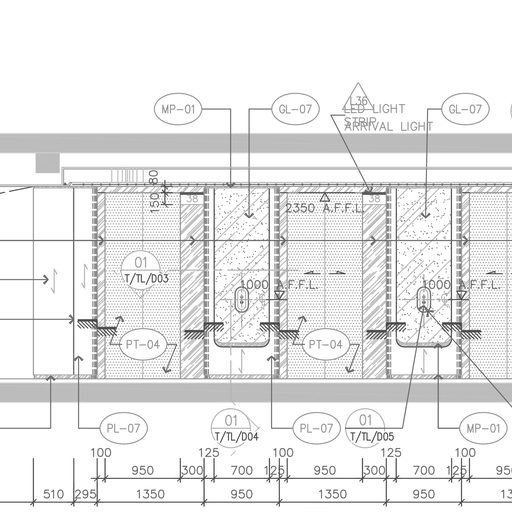 L36
LED LIGHT
STRIP
ARRIVAL LIGHT
MP-01
GL-07
GL-07
80
150
38
38
2350 A.F.F.L.
01
T/TL/D03
1000 A.F.F.L.
1000 A.F.F.L.
PT-04
PT-04
PL-07
01
T/TL/D04
PL-07
01
T/TL/D05
MP-01
100
125
100
125
100
950
300
700
125
950
300
700
125
950
510
295
1350
950
1350
950